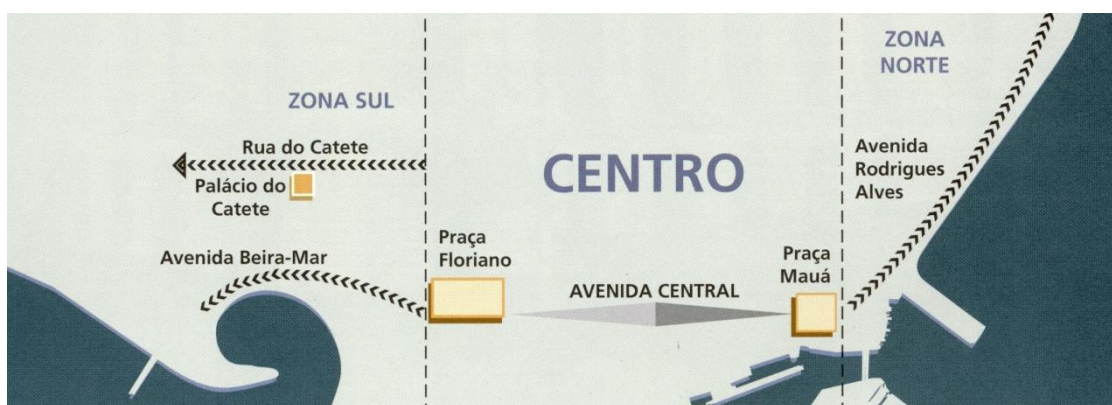 ZONA SUL
Rua do Catete
Palácio do
Catete
Avenida Beira-Mar
CENTRO
Praça
Floriano
AVENIDA CENTRAL
Praça
Mauá
ZONA
NORTE
Avenida
Rodrigues
Alves